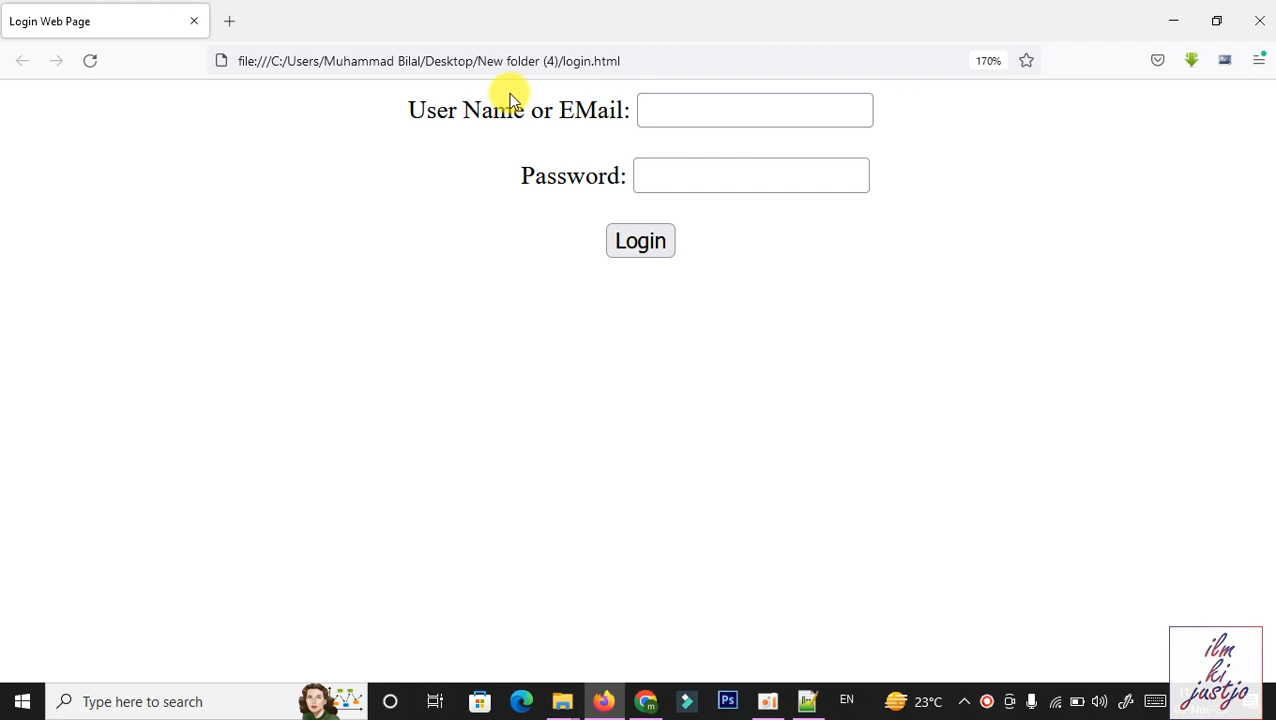 Login Web Page
file:///C:/Users/Muhammad Bilal/Desktop/New folder (4)/login.html
170%
User Name or EMail:
Password:
Login
Type here to search
Ps
EN
23°C
ilm
ki
justjo